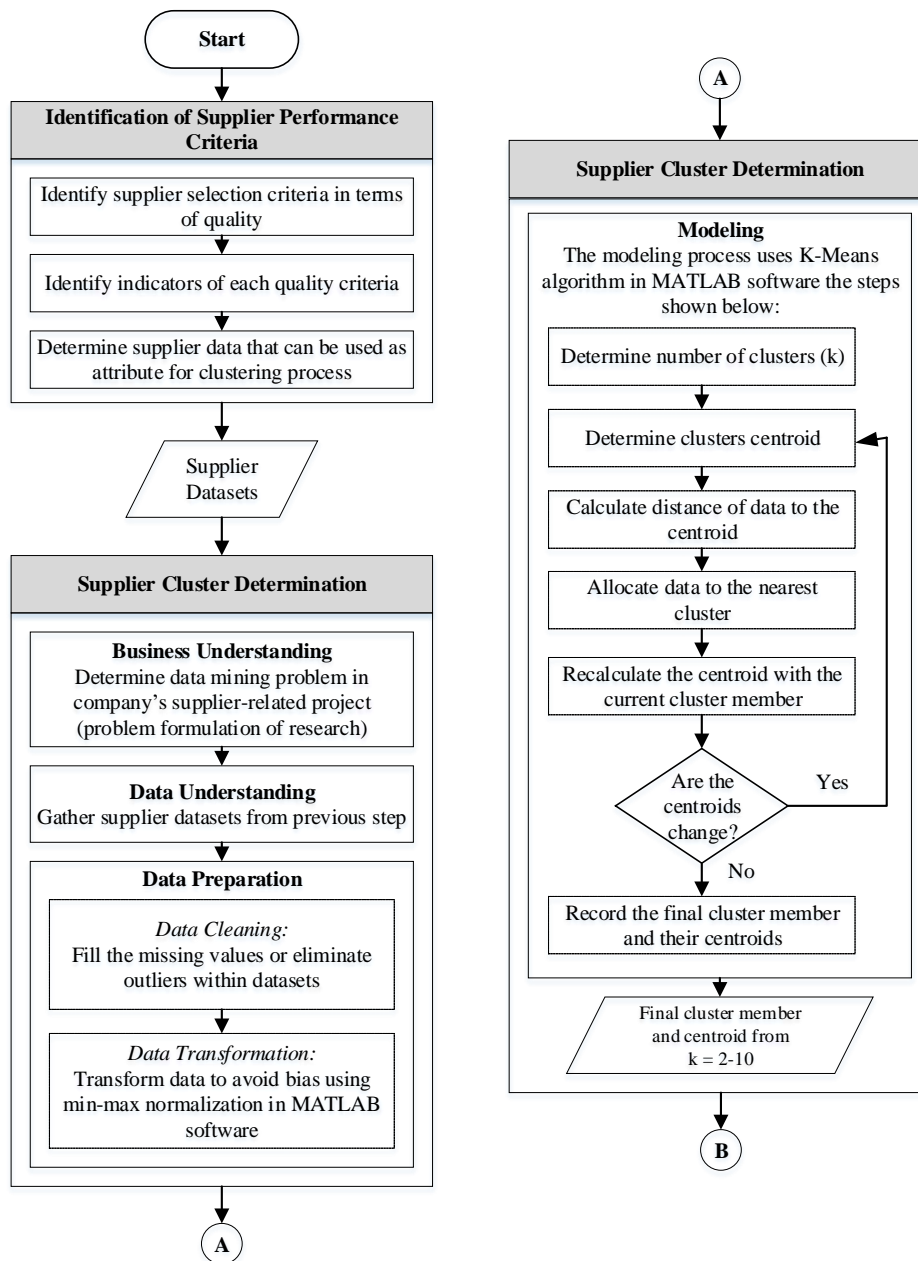 Start
Identification of Supplier Performance
Criteria
Identify supplier selection criteria in terms
of quality
Identify indicators of each quality criteria
Determine supplier data that can be used as
attribute for clustering process
Supplier
Datasets
Supplier Cluster Determination
Business Understanding
Determine data mining problem in
company’s supplier-related project
(problem formulation of research)
Data Understanding
Gather supplier datasets from previous step
Data Preparation
Data Cleaning:
Fill the missing values or eliminate
outliers within datasets
Data Transformation:
Transform data to avoid bias using
min-max normalization in MATLAB
software
A
A
Supplier Cluster Determination
Modeling
The modeling process uses K-Means
algorithm in MATLAB software the steps
shown below:
Determine number of clusters (k)
Determine clusters centroid
Calculate distance of data to the
centroid
Allocate data to the nearest
cluster
Recalculate the centroid with the
current cluster member
Are the
centroids
change?
Yes
No
Record the final cluster member
and their centroids
Final cluster member
and centroid from
k = 2-10
B